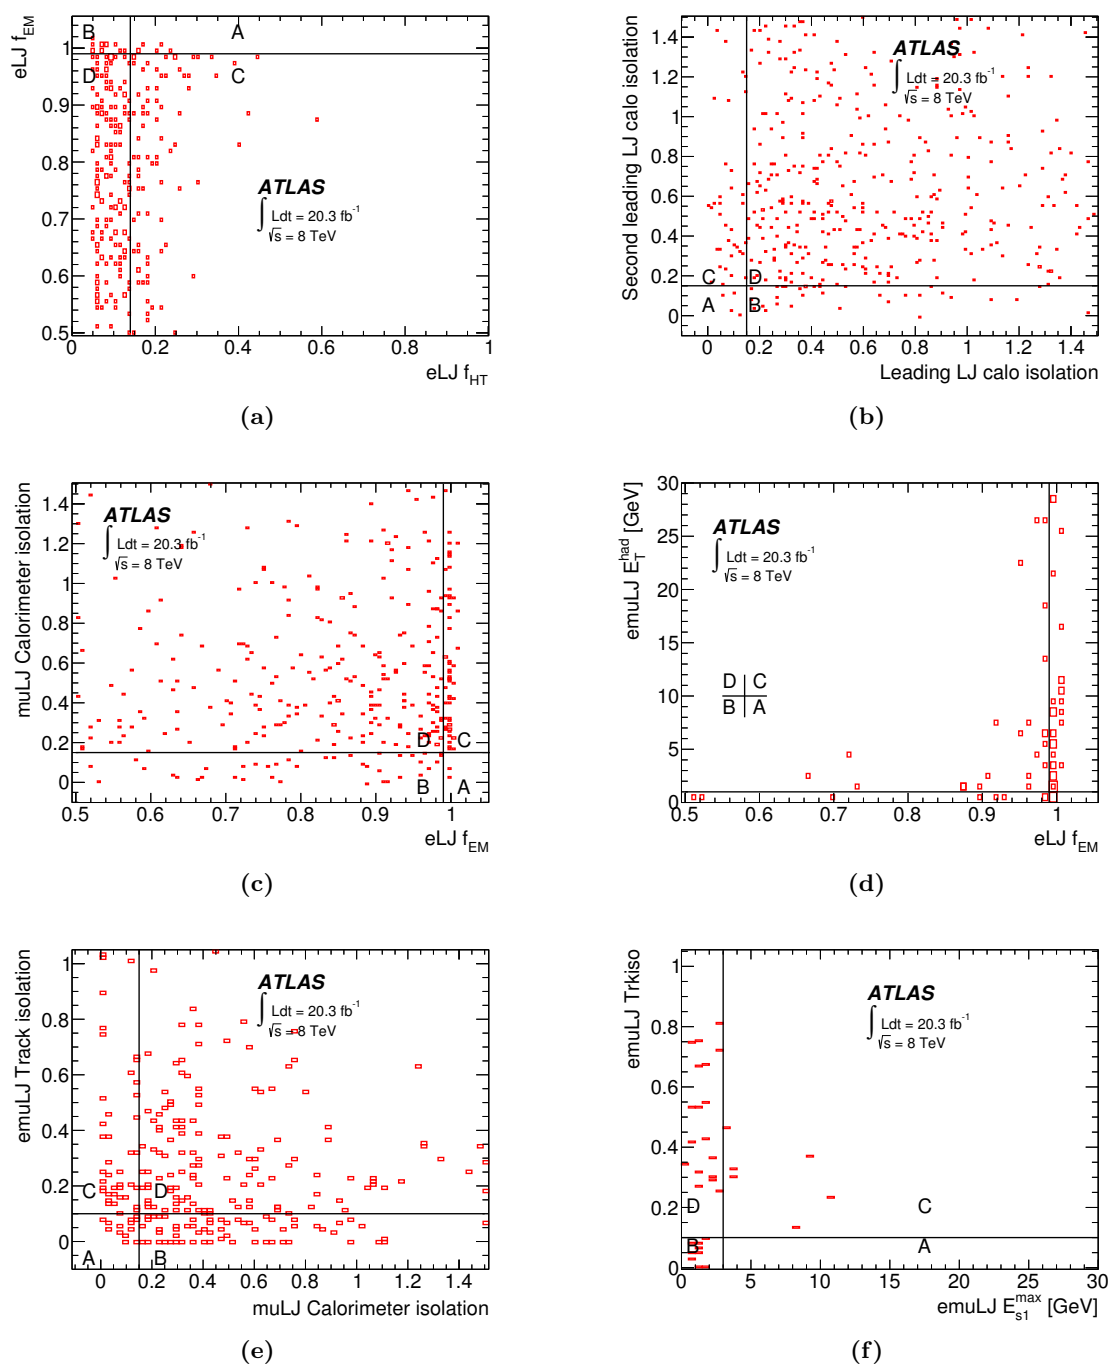 eLJ f_EM
B
A
D
C
1
0.9
0.8
0.7
0.6
0.5
ATLAS
∫ Ldt = 20.3 fb⁻¹
√s = 8 TeV
0 0.2 0.4 0.6 0.8 1
eLJ f_HT
(a)
Second leading LJ calo isolation
1.4
1.2
1
0.8
0.6
0.4
0.2
0
ATLAS
∫ Ldt = 20.3 fb⁻¹
√s = 8 TeV
C D
A B
0 0.2 0.4 0.6 0.8 1 1.2 1.4
Leading LJ calo isolation
(b)
muLJ Calorimeter isolation
1.4
1.2
1
0.8
0.6
0.4
0.2
0
ATLAS
∫ Ldt = 20.3 fb⁻¹
√s = 8 TeV
D C
B A
0.5 0.6 0.7 0.8 0.9 1
eLJ f_EM
(c)
emuLJ E_T^had [GeV]
30
25
20
15
10
5
0
ATLAS
∫ Ldt = 20.3 fb⁻¹
√s = 8 TeV
D C
B A
0.5 0.6 0.7 0.8 0.9 1
eLJ f_EM
(d)
emuLJ Track isolation
1
0.8
0.6
0.4
0.2
0
ATLAS
∫ Ldt = 20.3 fb⁻¹
√s = 8 TeV
C D
A B
0 0.2 0.4 0.6 0.8 1 1.2 1.4
muLJ Calorimeter isolation
(e)
emuLJ Trkiso
1
0.8
0.6
0.4
0.2
0
ATLAS
∫ Ldt = 20.3 fb⁻¹
√s = 8 TeV
D C
B A
0 5 10 15 20 25 30
emuLJ E_s1^max [GeV]
(f)